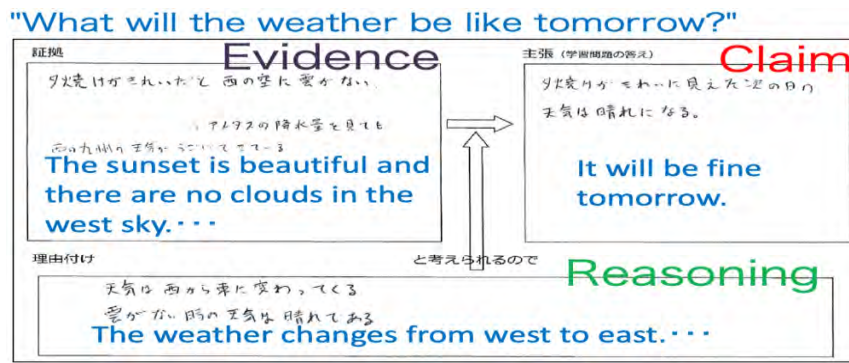 "What will the weather be like tomorrow?"
証拠
Evidence
夕焼けがきれいだと 西の空に雲がない
アメダスの降水量を見ても
西の九州の天気が
The sunset is beautiful and
there are no clouds in the
west sky.・・・
主張 (学習問題の答え)
Claim
夕焼けがきれいに見えた次の日の
天気は晴れになる。
It will be fine
tomorrow.
理由付け
と考えられるので
Reasoning
天気は西から東に変わってくる
雲がない時の天気は晴れである
The weather changes from west to east.・・・